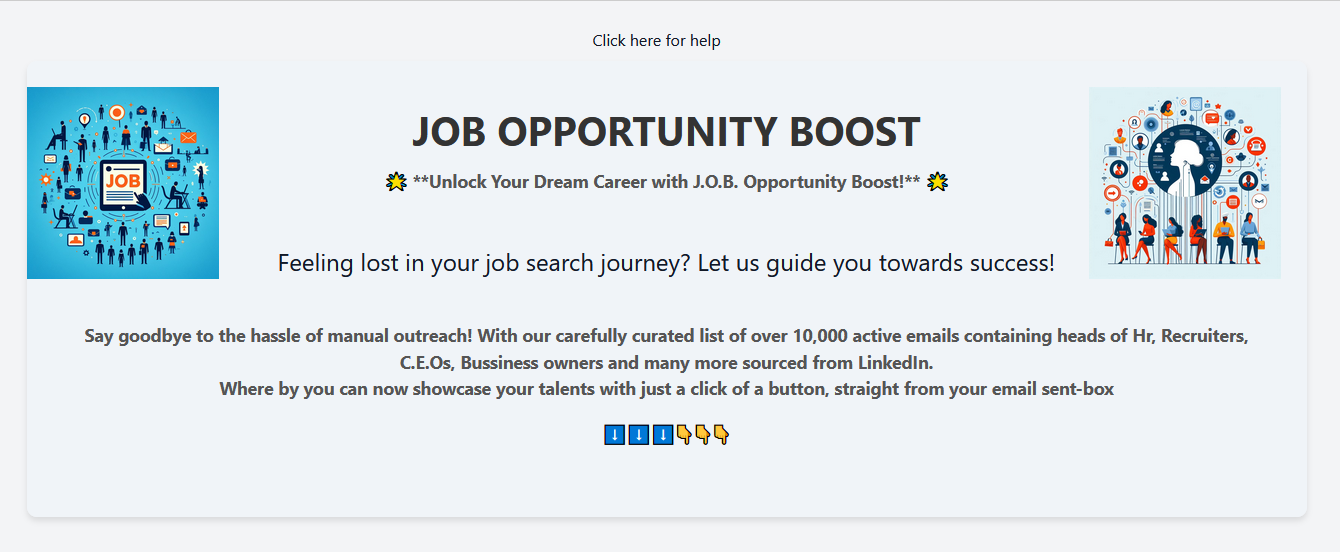 Click here for help
JOB
JOB OPPORTUNITY BOOST
🌟 **Unlock Your Dream Career with J.O.B. Opportunity Boost!** 🌟
Feeling lost in your job search journey? Let us guide you towards success!
Say goodbye to the hassle of manual outreach! With our carefully curated list of over 10,000 active emails containing heads of Hr, Recruiters,
C.E.Os, Bussiness owners and many more sourced from LinkedIn.
Where by you can now showcase your talents with just a click of a button, straight from your email sent-box
⬇️⬇️⬇️👇👇👇